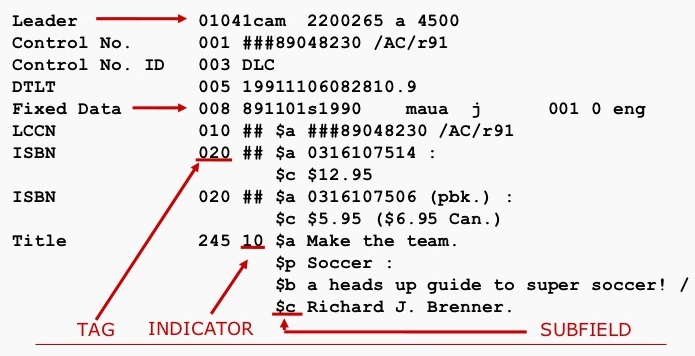 Leader 01041cam 2200265 a 4500
Control No. 001 ###89048230 /AC/r91
Control No. ID 003 DLC
DTLT 005 19911106082810.9
Fixed Data 008 891101s1990 maua j 001 0 eng
LCCN 010 ## $a ###89048230 /AC/r91
ISBN 020 ## $a 0316107514 :
$c $12.95
ISBN 020 ## $a 0316107506 (pbk.) :
$c $5.95 ($6.95 Can.)
Title 245 10 $a Make the team.
$p Soccer :
$b a heads up guide to super soccer! /
$c Richard J. Brenner.
TAG INDICATOR SUBFIELD